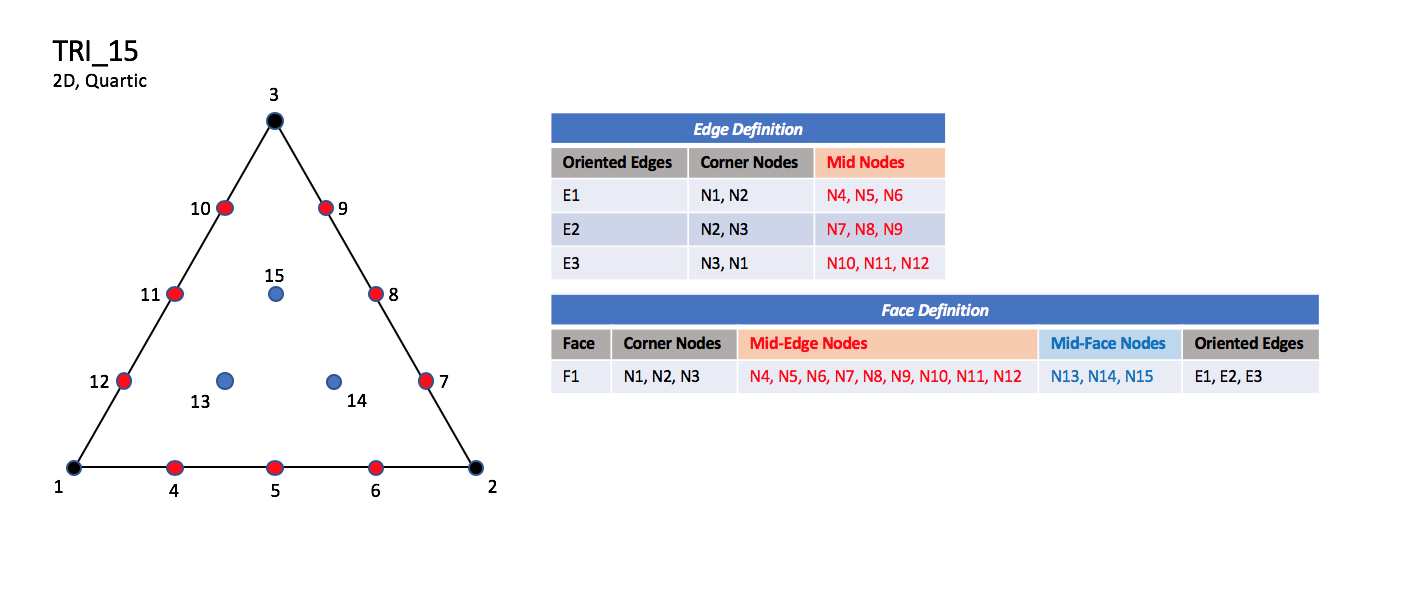 TRI_15
2D, Quartic
3
10
9
15
11
8
12
7
13
14
1
4
5
6
2
Edge Definition
Oriented Edges Corner Nodes Mid Nodes
E1 N1, N2 N4, N5, N6
E2 N2, N3 N7, N8, N9
E3 N3, N1 N10, N11, N12
Face Definition
Face Corner Nodes Mid-Edge Nodes Mid-Face Nodes Oriented Edges
F1 N1, N2, N3 N4, N5, N6, N7, N8, N9, N10, N11, N12 N13, N14, N15 E1, E2, E3